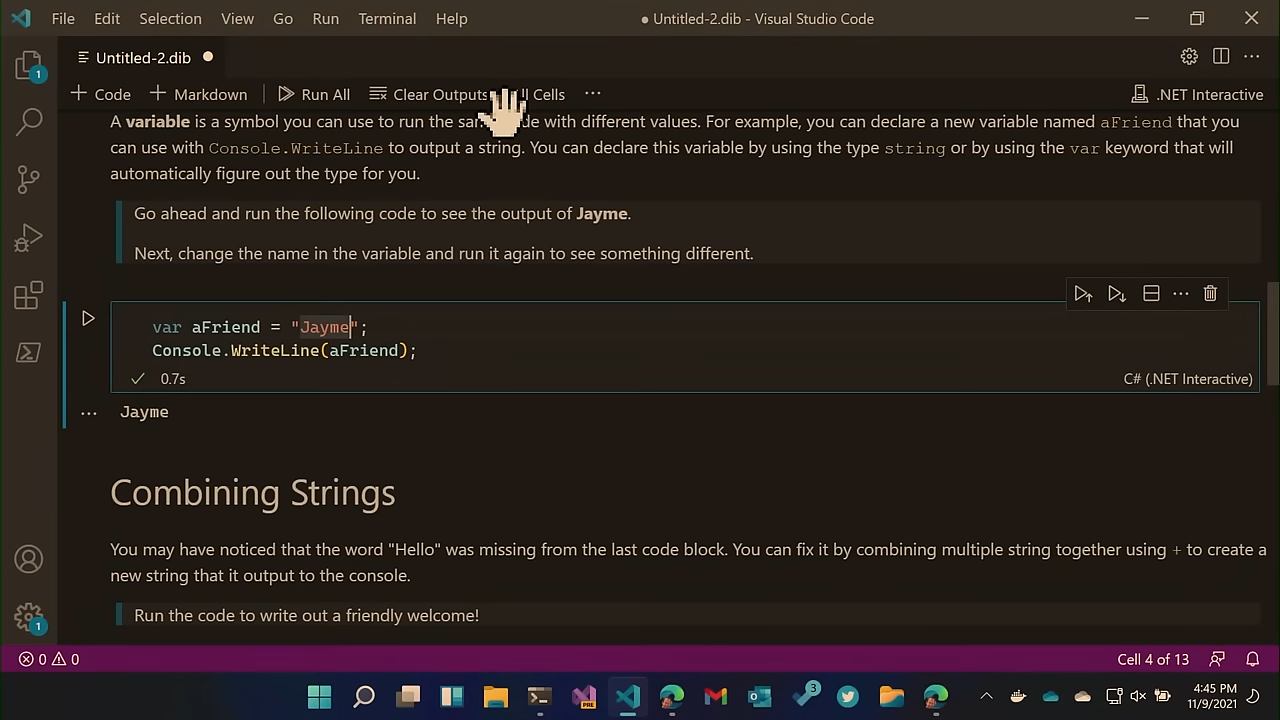 File Edit Selection View Go Run Terminal Help
● Untitled-2.dib - Visual Studio Code
Untitled-2.dib
1
+ Code + Markdown Run All Clear Outputs Cells ···
.NET Interactive
A variable is a symbol you can use to run the with different values. For example, you can declare a new variable named aFriend that you
can use with Console.WriteLine to output a string. You can declare this variable by using the type string or by using the var keyword that will
automatically figure out the type for you.
Go ahead and run the following code to see the output of Jayme.
Next, change the name in the variable and run it again to see something different.
var aFriend = "Jayme";
Console.WriteLine(aFriend);
0.7s
C# (.NET Interactive)
Jayme
Combining Strings
You may have noticed that the word "Hello" was missing from the last code block. You can fix it by combining multiple string together using + to create a
new string that it output to the console.
Run the code to write out a friendly welcome!
1
0 0
Cell 4 of 13
PRE
3
4:45 PM
11/9/2021